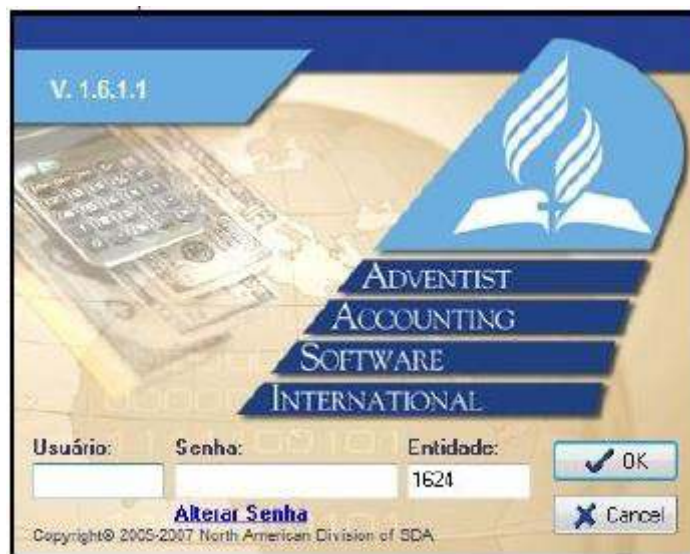 V. 1.6.1.1
ADVENTIST
ACCOUNTING
SOFTWARE
INTERNATIONAL
Usuário: Senha: Entidade:
1624
OK
Alterar Senha
Cancel
Copyright© 2005-2007 North American Division of SDA